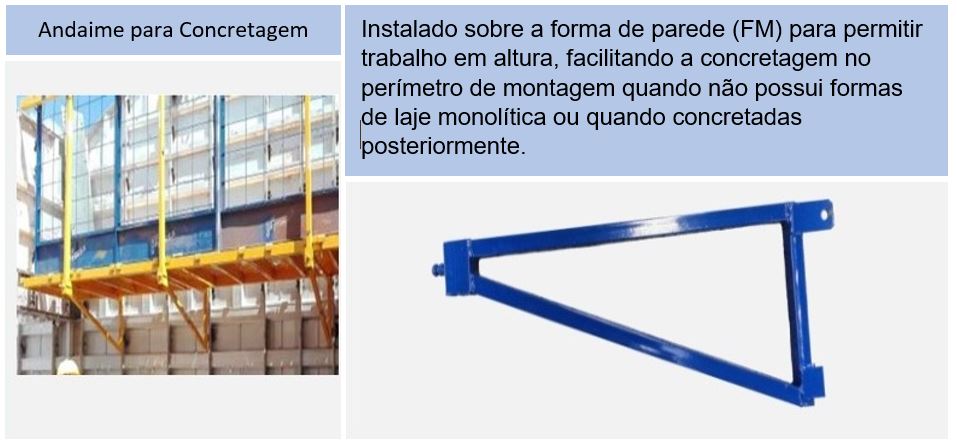 Andaime para Concretagem
Instalado sobre a forma de parede (FM) para permitir
trabalho em altura, facilitando a concretagem no
perímetro de montagem quando não possui formas
de laje monolítica ou quando concretadas
posteriormente.